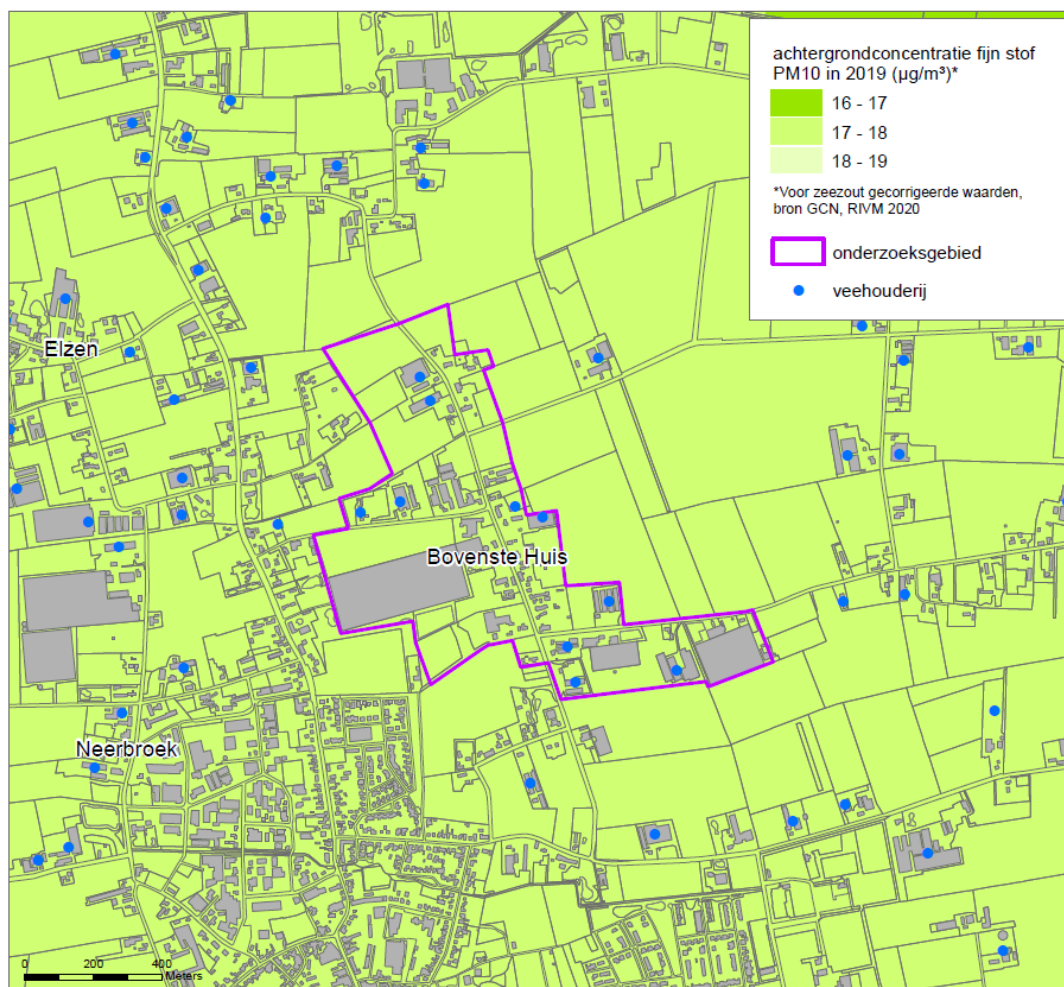 achtergrondconcentratie fijn stof
PM10 in 2019 (µg/m³)*
16 - 17
17 - 18
18 - 19
*Voor zeezout gecorrigeerde waarden,
bron GCN, RIVM 2020
onderzoeksgebied
veehouderij
Elzen
Bovenste Huis
Neerbroek
0 200 400
Meters